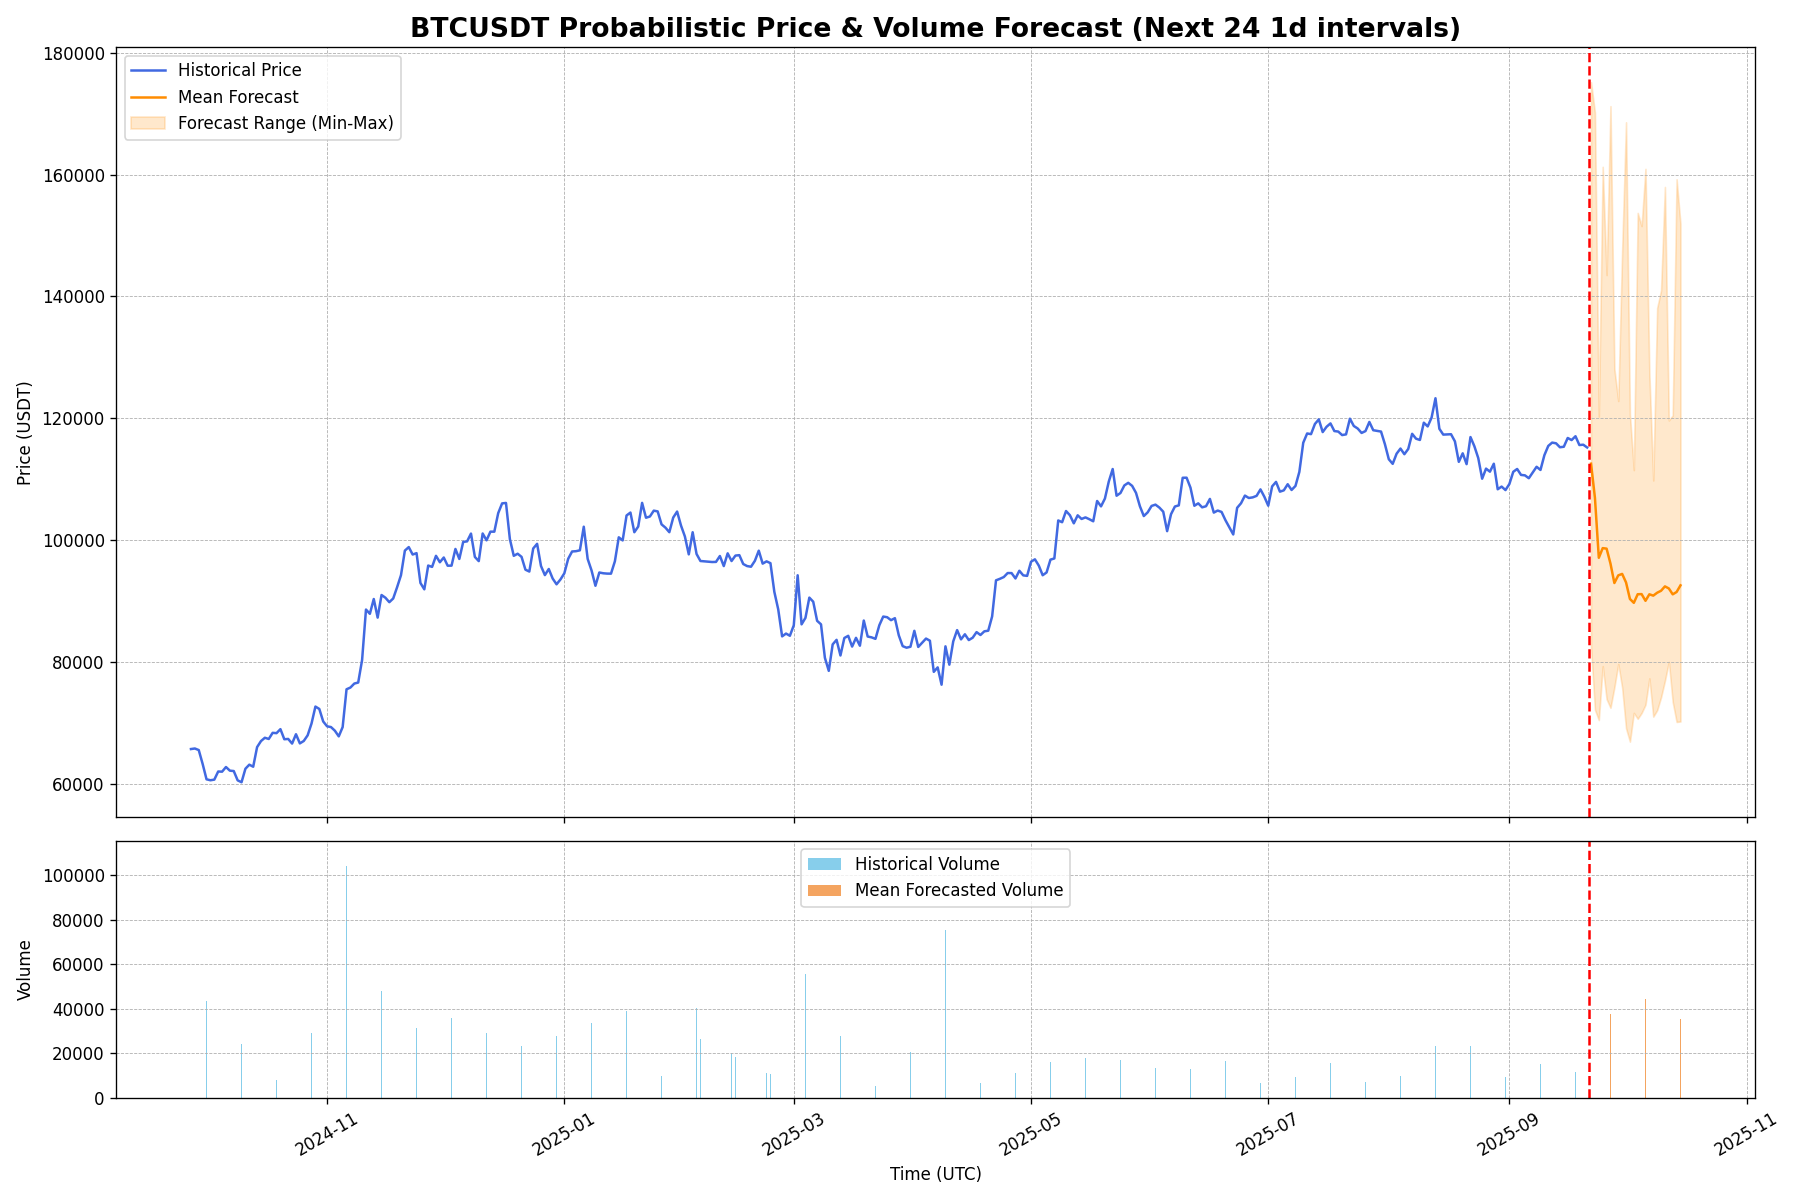 BTCUSDT Probabilistic Price & Volume Forecast (Next 24 1d intervals)
Historical Price
Mean Forecast
Forecast Range (Min-Max)
180000
160000
140000
120000
100000
80000
60000
Price (USDT)
Historical Volume
Mean Forecasted Volume
100000
80000
60000
40000
20000
0
Volume
2024-11
2025-01
2025-03
2025-05
2025-07
2025-09
2025-11
Time (UTC)